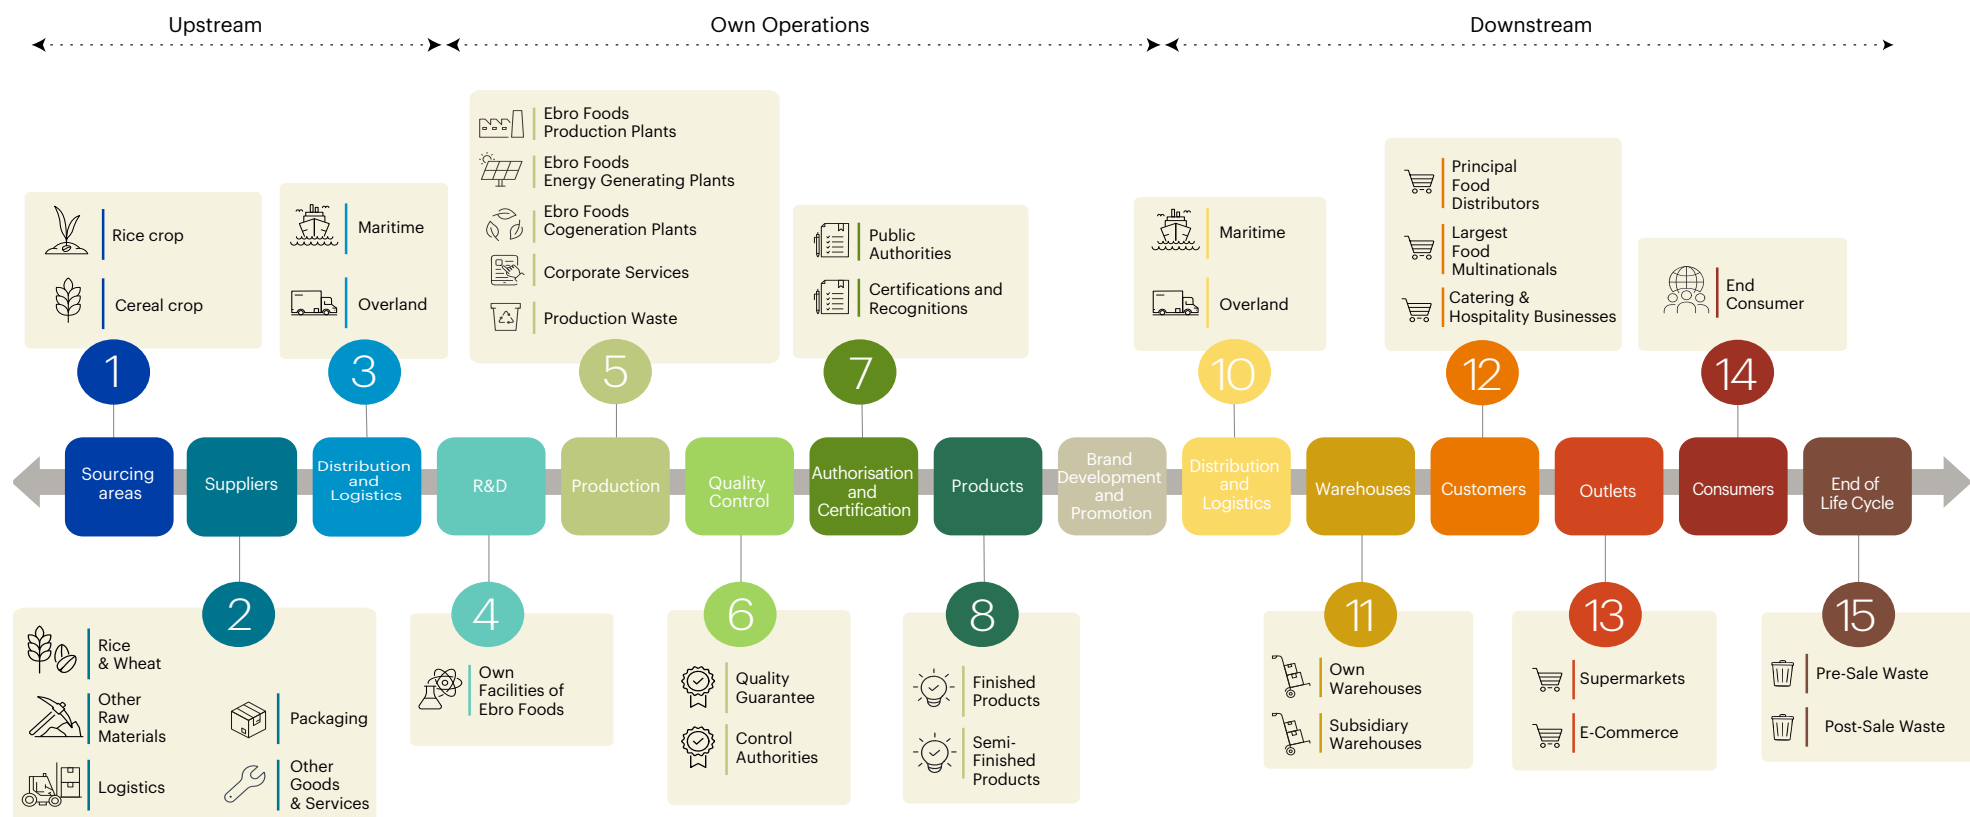 Upstream
Own Operations
Downstream
Rice crop
Cereal crop
1
Maritime
Overland
3
Ebro Foods
Production Plants
Ebro Foods
Energy Generating Plants
Ebro Foods
Cogeneration Plants
Corporate Services
Production Waste
5
Public
Authorities
Certifications and
Recognitions
7
Maritime
Overland
10
Principal
Food
Distributors
Largest
Food
Multinationals
Catering &
Hospitality Businesses
12
End
Consumer
14
Sourcing
areas
Suppliers
Distribution
and
Logistics
R&D
Production
Quality
Control
Authorisation
and
Certification
Products
Brand
Development
and
Promotion
Distribution
and
Logistics
Warehouses
Customers
Outlets
Consumers
End of
Life Cycle
2
Rice
& Wheat
Other
Raw
Materials
Logistics
Packaging
Other
Goods
& Services
4
Own
Facilities of
Ebro Foods
6
Quality
Guarantee
Control
Authorities
8
Finished
Products
Semi-
Finished
Products
11
Own
Warehouses
Subsidiary
Warehouses
13
Supermarkets
E-Commerce
15
Pre-Sale Waste
Post-Sale Waste